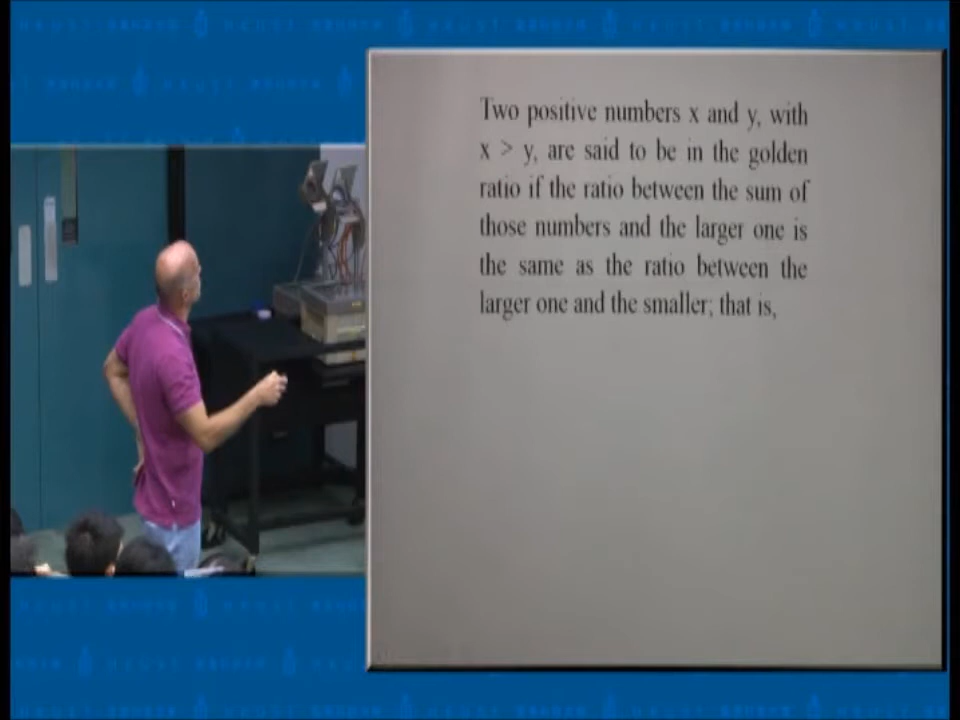 Two positive numbers x and y, with
x > y, are said to be in the golden
ratio if the ratio between the sum of
those numbers and the larger one is
the same as the ratio between the
larger one and the smaller; that is,